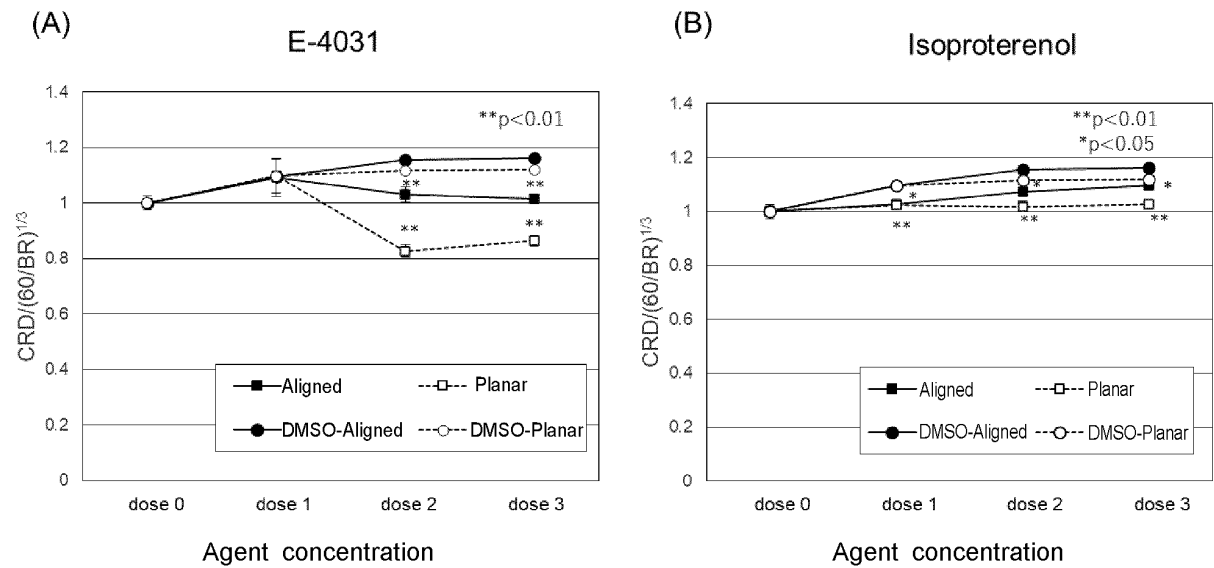 (A)
E-4031
1.4
1.2
1
0.8
0.6
0.4
0.2
0
CRD/(60/BR)1/3
**p<0.01
**
**
**
**
Aligned
Planar
DMSO-Aligned
DMSO-Planar
dose 0
dose 1
dose 2
dose 3
Agent concentration
(B)
Isoproterenol
1.4
1.2
1
0.8
0.6
0.4
0.2
0
CRD/(60/BR)1/3
**p<0.01
*p<0.05
*
*
*
**
**
**
Aligned
Planar
DMSO-Aligned
DMSO-Planar
dose 0
dose 1
dose 2
dose 3
Agent concentration